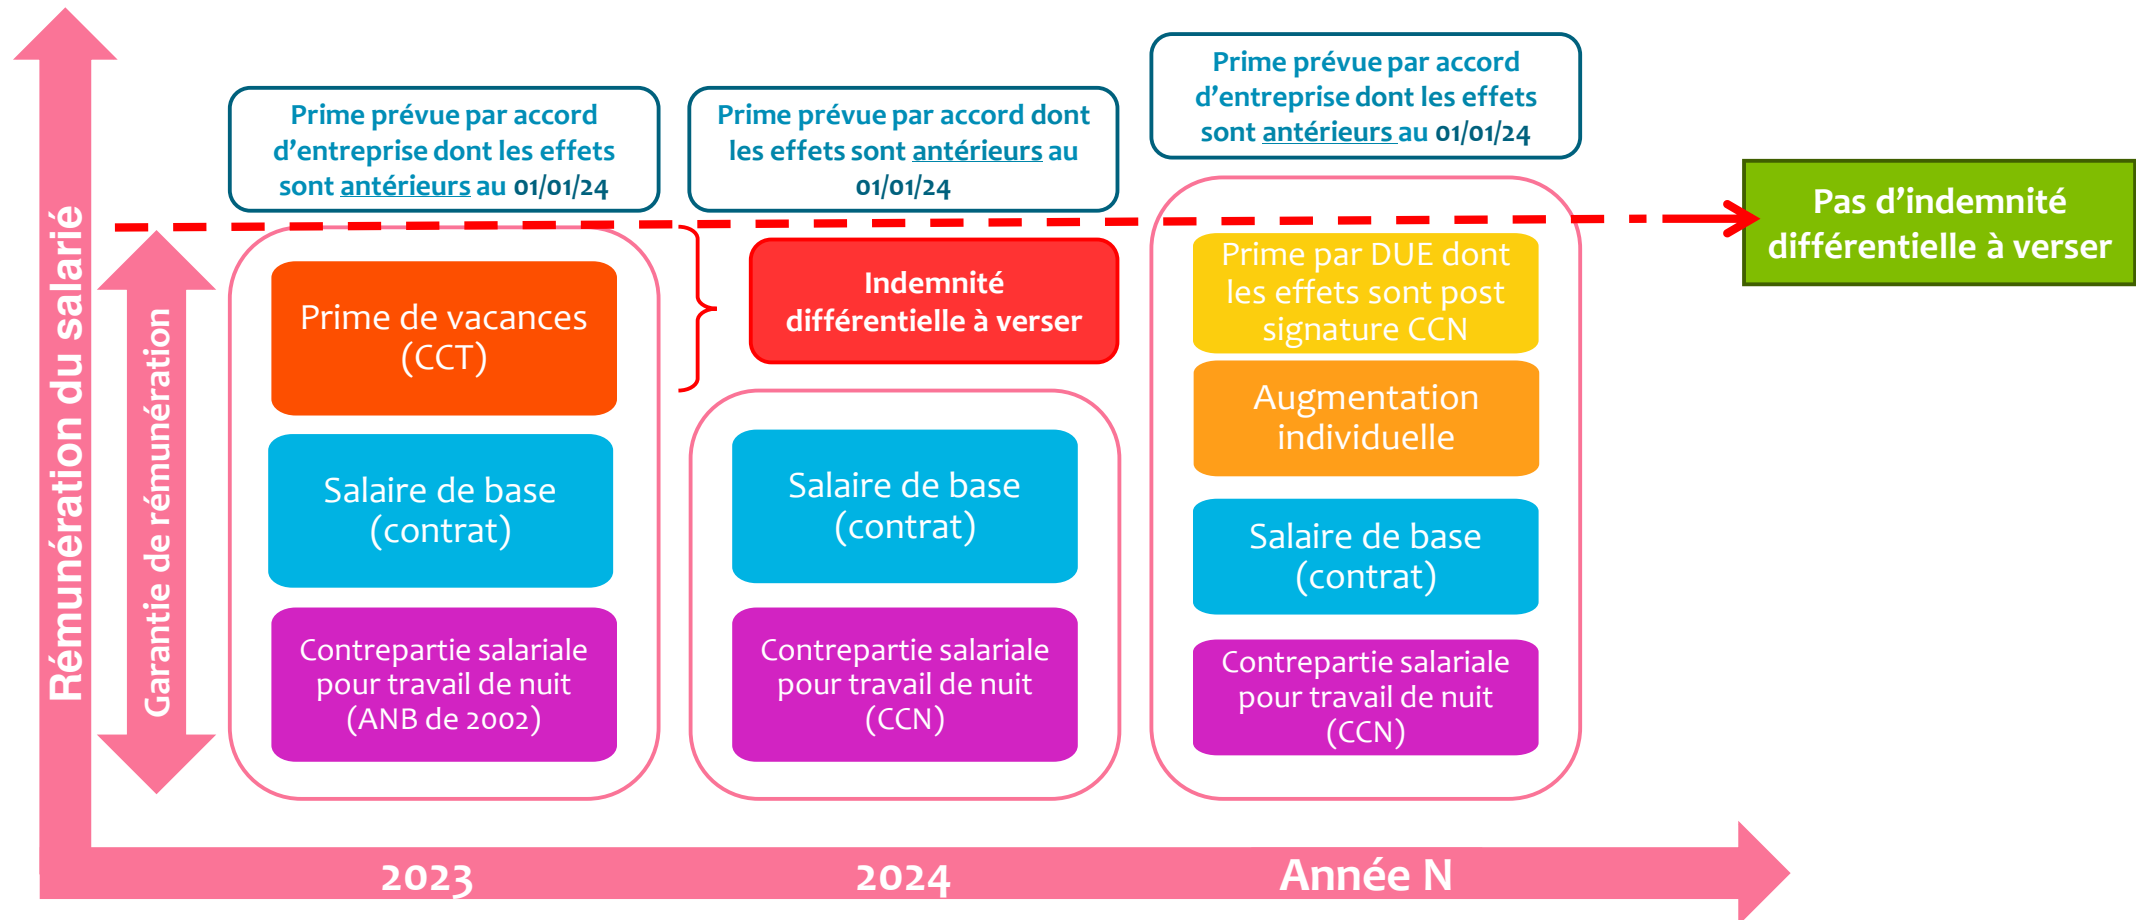 Rémunération du salarié
Garantie de rémunération
Prime prévue par accord
d’entreprise dont les effets
sont antérieurs au 01/01/24
Prime de vacances
(CCT)
Salaire de base
(contrat)
Contrepartie salariale
pour travail de nuit
(ANB de 2002)
Prime prévue par accord dont
les effets sont antérieurs au
01/01/24
Indemnité
différentielle à verser
Salaire de base
(contrat)
Contrepartie salariale
pour travail de nuit
(CCN)
Prime prévue par accord
d’entreprise dont les effets
sont antérieurs au 01/01/24
Prime par DUE dont
les effets sont post
signature CCN
Augmentation
individuelle
Salaire de base
(contrat)
Contrepartie salariale
pour travail de nuit
(CCN)
Pas d’indemnité
différentielle à verser
2023
2024
Année N